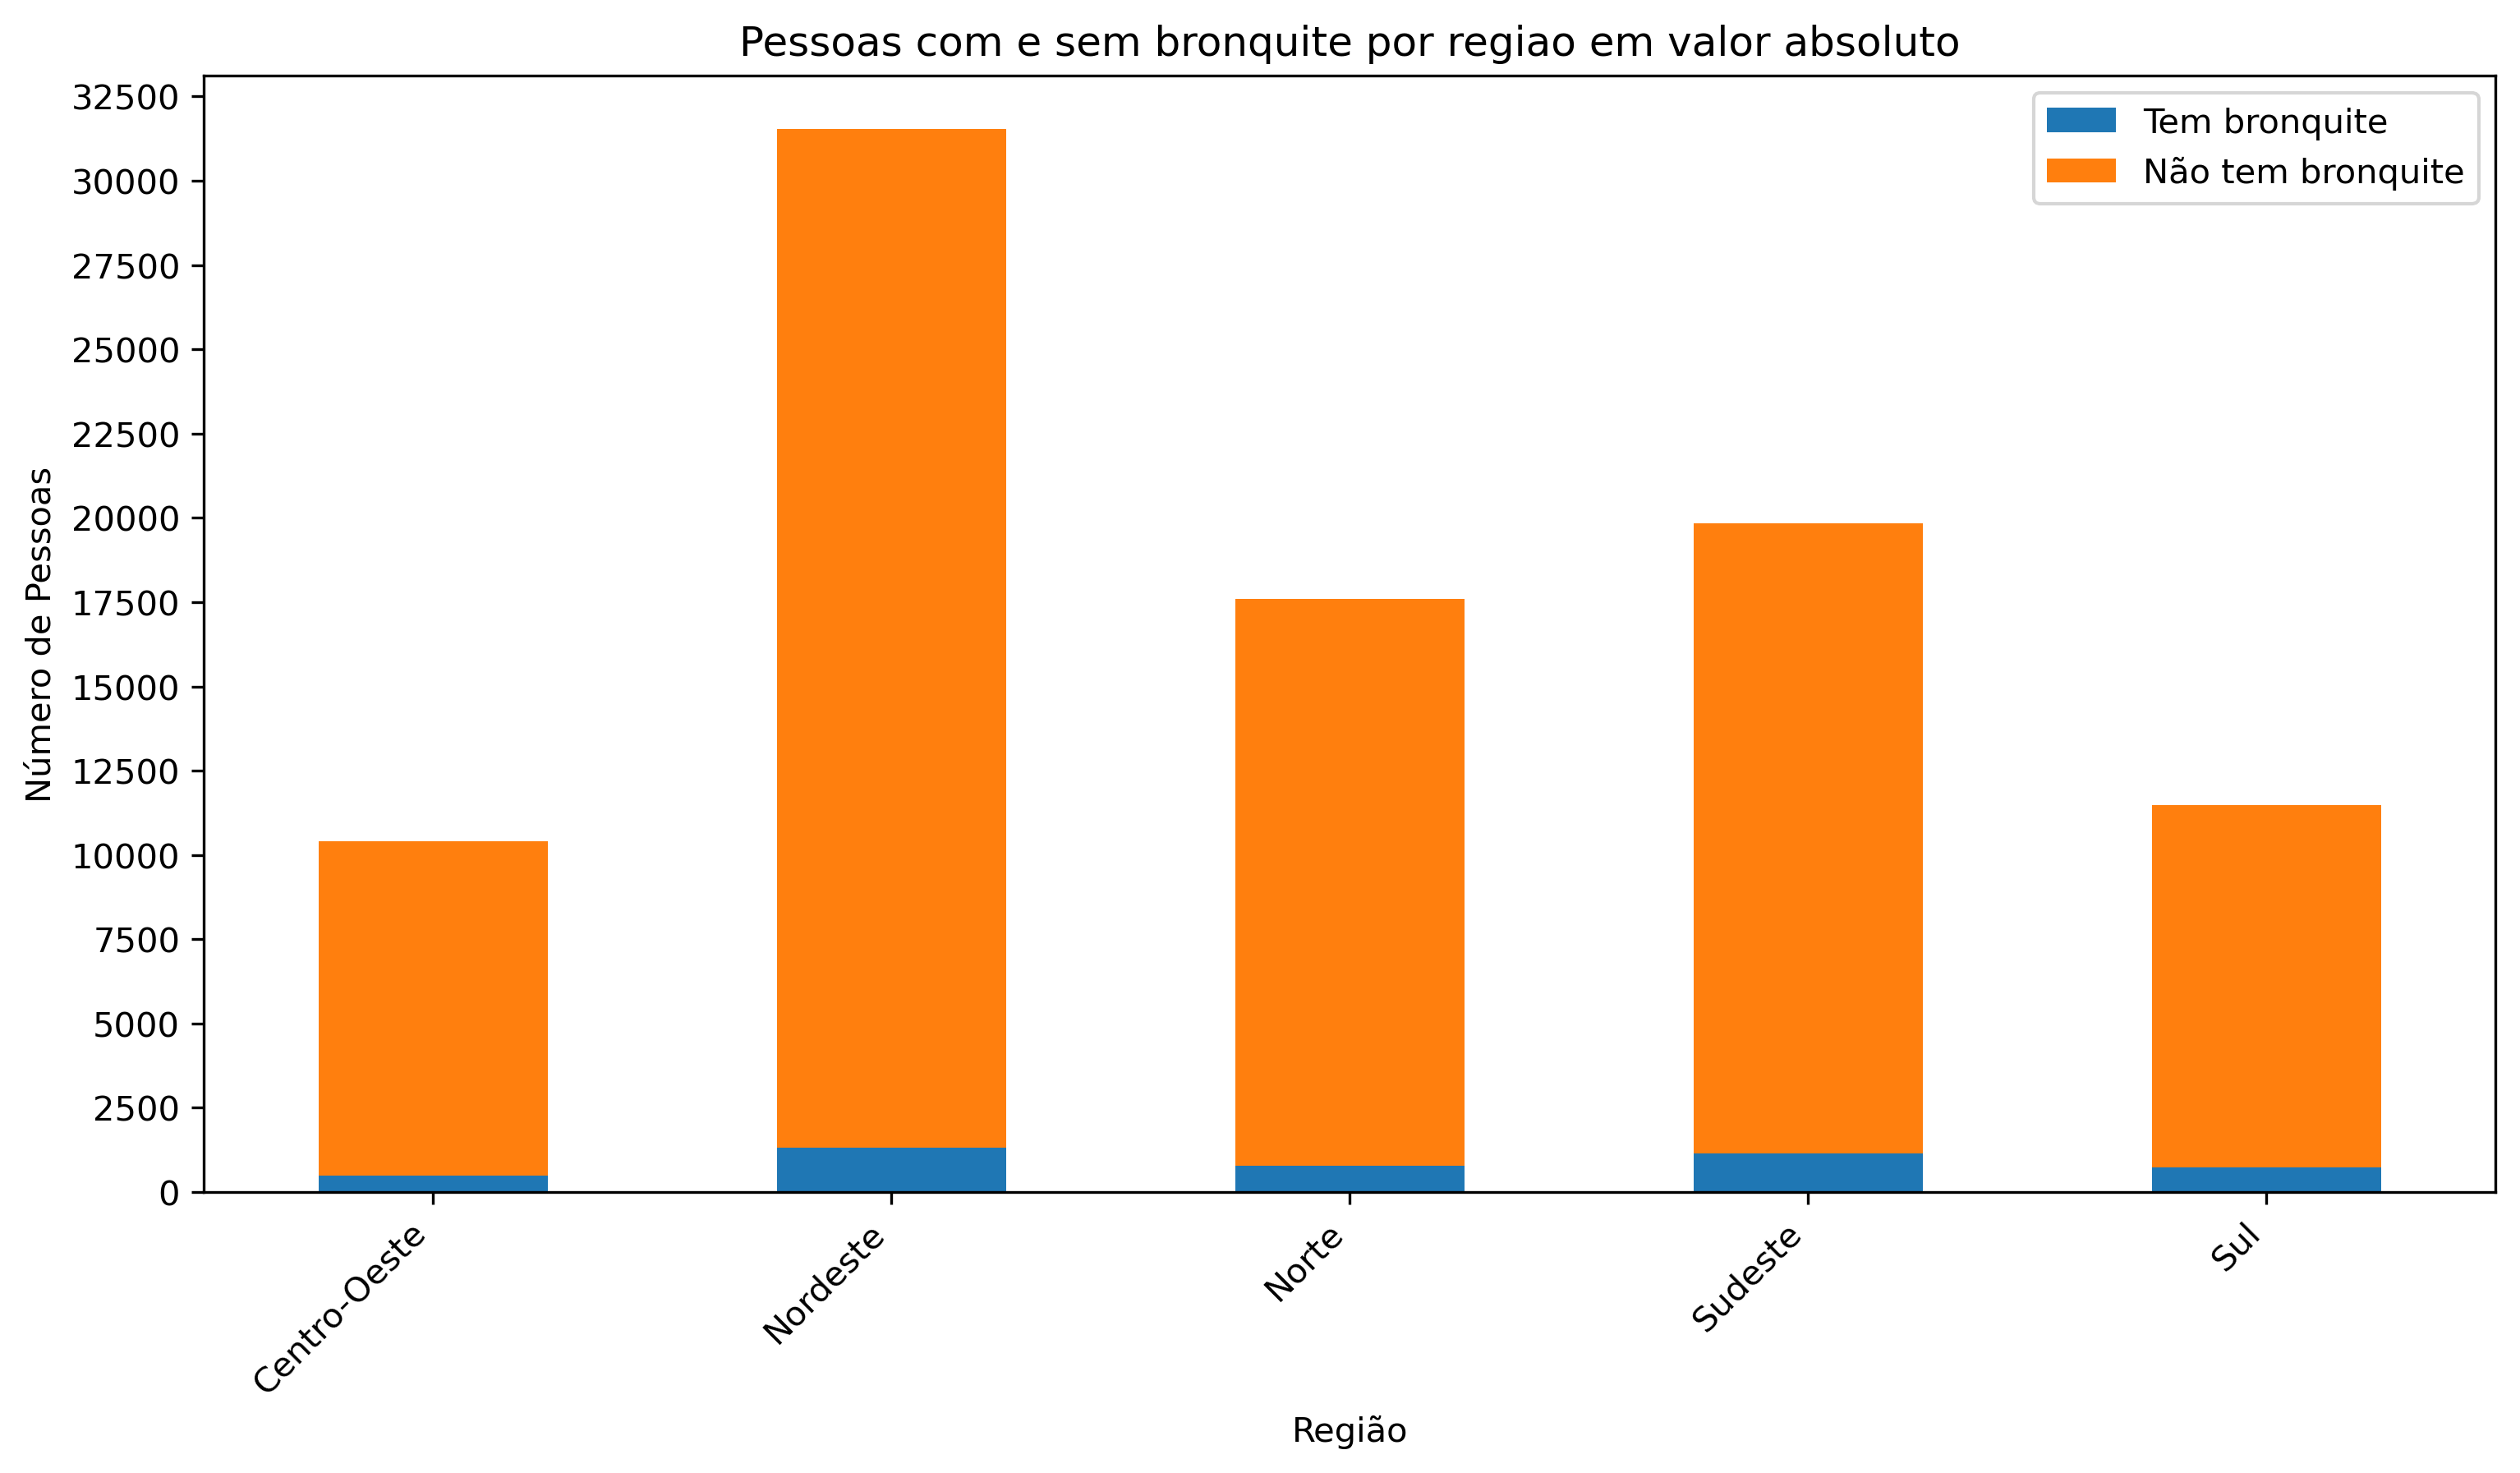 Pessoas com e sem bronquite por regiao em valor absoluto
Tem bronquite
Não tem bronquite
Número de Pessoas
32500
30000
27500
25000
22500
20000
17500
15000
12500
10000
7500
5000
2500
0
Centro-Oeste
Nordeste
Norte
Sudeste
Sul
Região